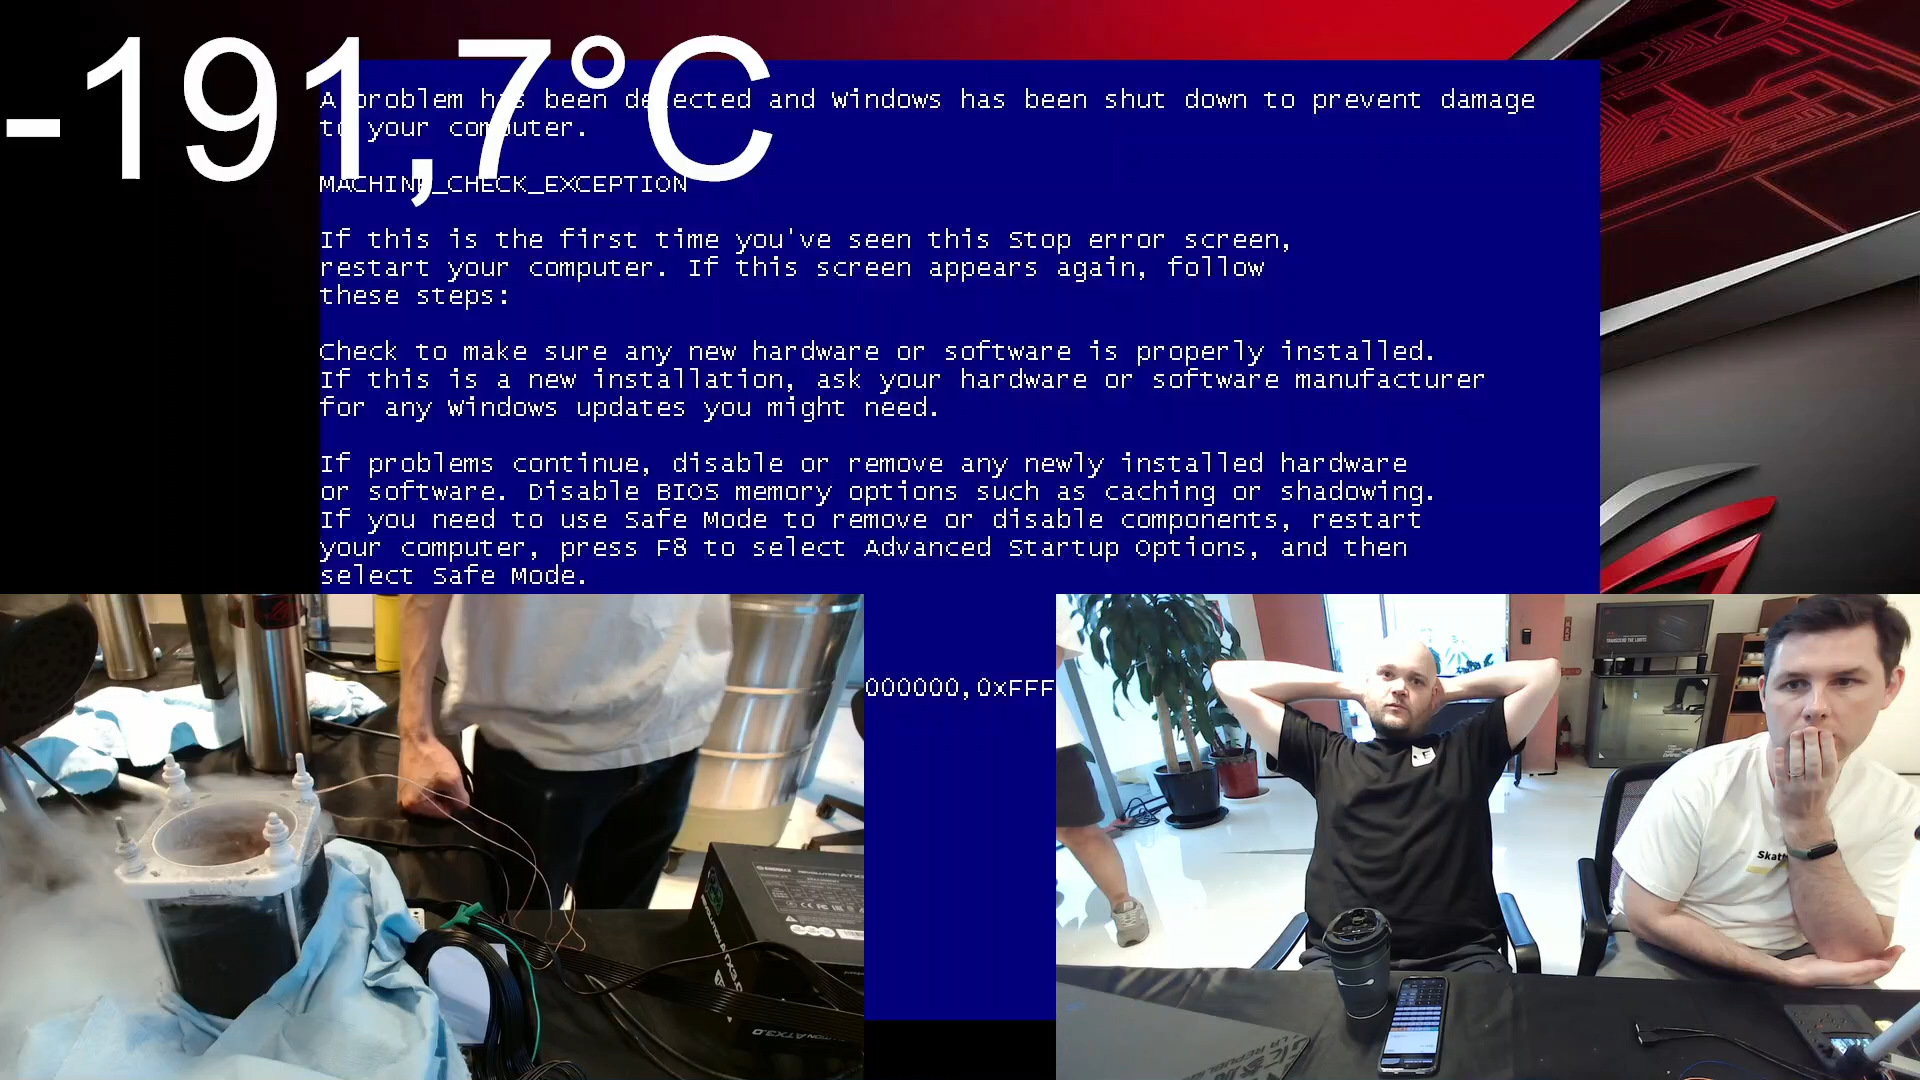 -191,7°C
A problem has been detected and Windows has been shut down to prevent damage
to your computer.
MACHINE_CHECK_EXCEPTION
If this is the first time you've seen this Stop error screen,
restart your computer. If this screen appears again, follow
these steps:
Check to make sure any new hardware or software is properly installed.
If this is a new installation, ask your hardware or software manufacturer
for any Windows updates you might need.
If problems continue, disable or remove any newly installed hardware
or software. Disable BIOS memory options such as caching or shadowing.
If you need to use Safe Mode to remove or disable components, restart
your computer, press F8 to select Advanced Startup Options, and then
select Safe Mode.
000000,0xFFF
Skatt